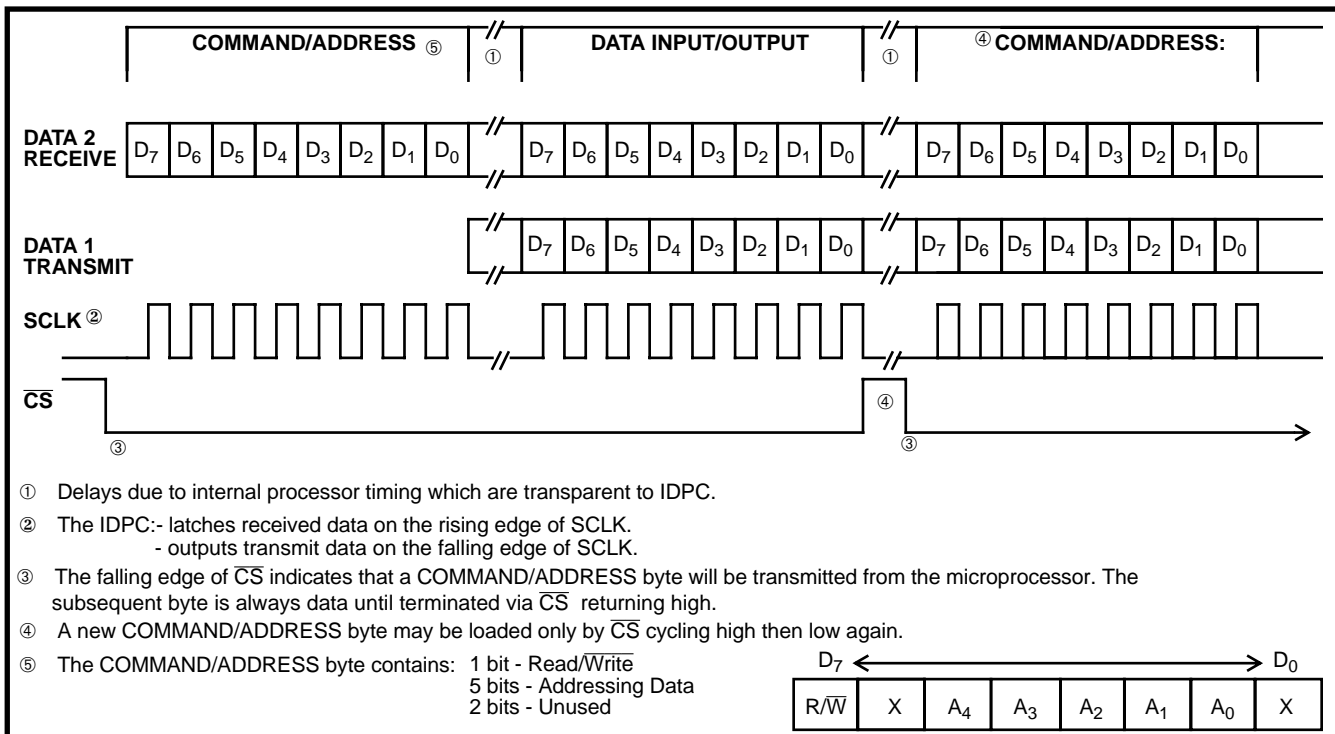 COMMAND/ADDRESS ⑤ ① DATA INPUT/OUTPUT ① ④ COMMAND/ADDRESS:
DATA 2
RECEIVE D7 D6 D5 D4 D3 D2 D1 D0 D7 D6 D5 D4 D3 D2 D1 D0 D7 D6 D5 D4 D3 D2 D1 D0
DATA 1
TRANSMIT D7 D6 D5 D4 D3 D2 D1 D0 D7 D6 D5 D4 D3 D2 D1 D0
SCLK ②
C̅S̅ ④
③ ③
① Delays due to internal processor timing which are transparent to IDPC.
② The IDPC:- latches received data on the rising edge of SCLK.
- outputs transmit data on the falling edge of SCLK.
③ The falling edge of C̅S̅ indicates that a COMMAND/ADDRESS byte will be transmitted from the microprocessor. The
subsequent byte is always data until terminated via C̅S̅ returning high.
④ A new COMMAND/ADDRESS byte may be loaded only by C̅S̅ cycling high then low again.
⑤ The COMMAND/ADDRESS byte contains: 1 bit - Read/W̅r̅i̅t̅e̅
5 bits - Addressing Data
2 bits - Unused
D7 D0
R/W̅ X A4 A3 A2 A1 A0 X